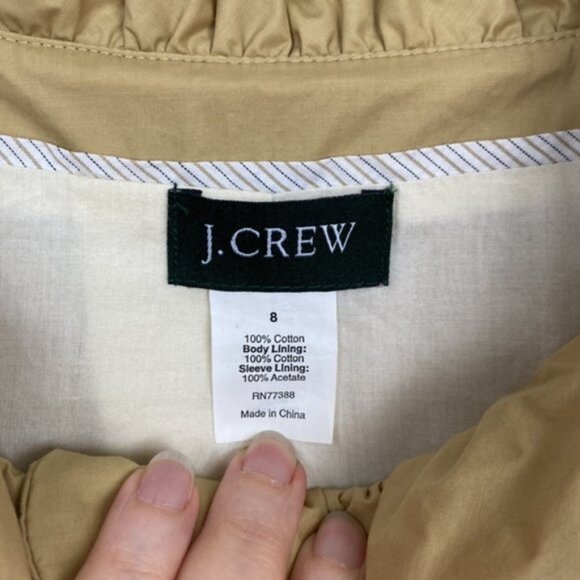 J.CREW
8
100% Cotton
Body Lining:
100% Cotton
Sleeve Lining:
100% Acetate
RN77388
Made in China